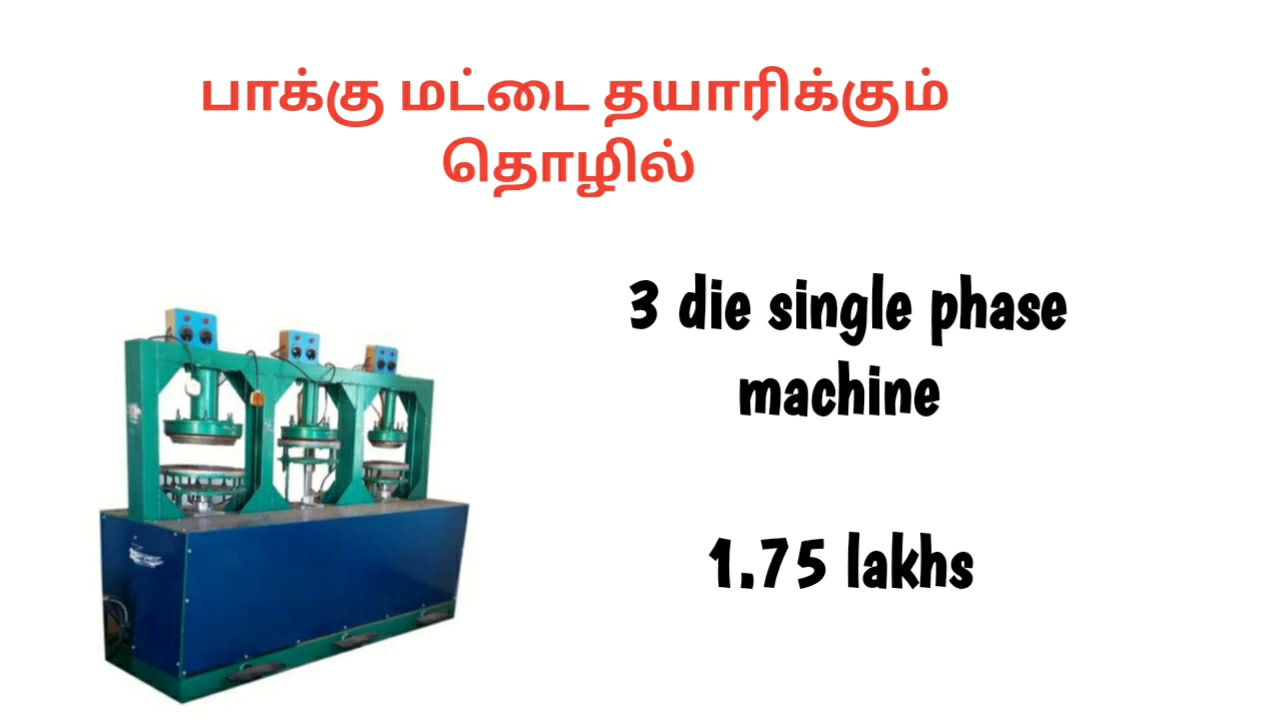 பாக்கு மட்டை தயாரிக்கும்
தொழில்
3 die single phase
machine
1.75 lakhs